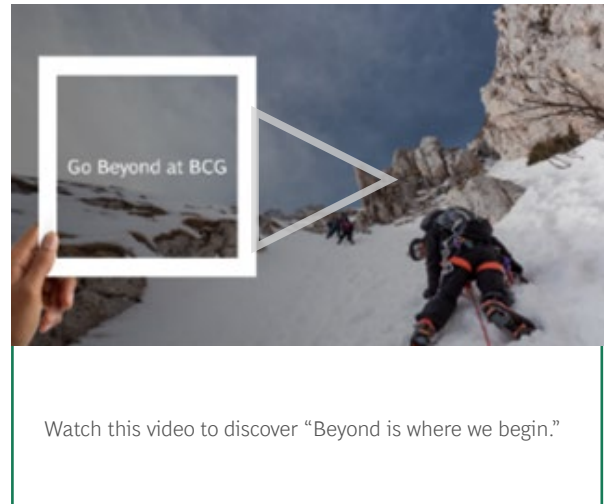 Go Beyond at BCG
Watch this video to discover “Beyond is where we begin.”